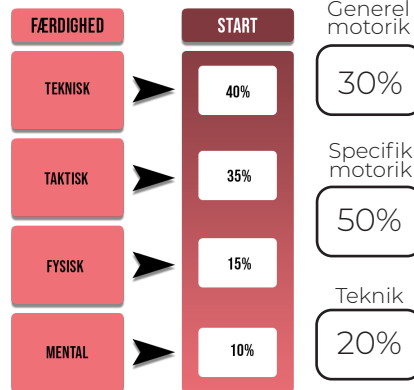 FÆRDIGHED
START
TEKNISK
40%
TAKTISK
35%
FYSISK
15%
MENTAL
10%
Generel
motorik
30%
Specifik
motorik
50%
Teknik
20%